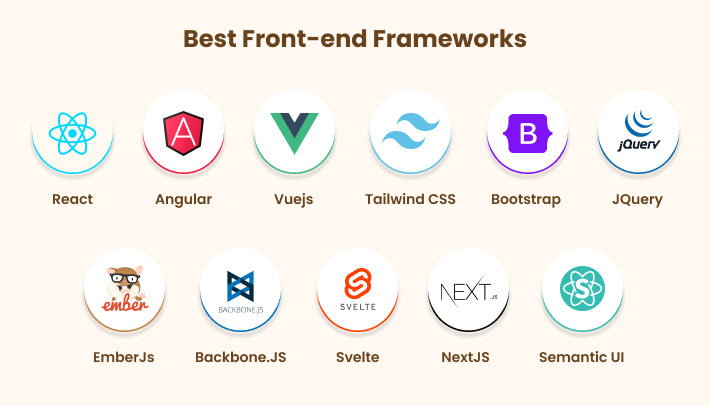 Best Front-end Frameworks
A
B
jQuery
React
Angular
Vuejs
Tailwind CSS
Bootstrap
JQuery
ember
BACKBONE.JS
S
SVELTE
NEXT.JS
S
EmberJs
Backbone.JS
Svelte
NextJS
Semantic UI